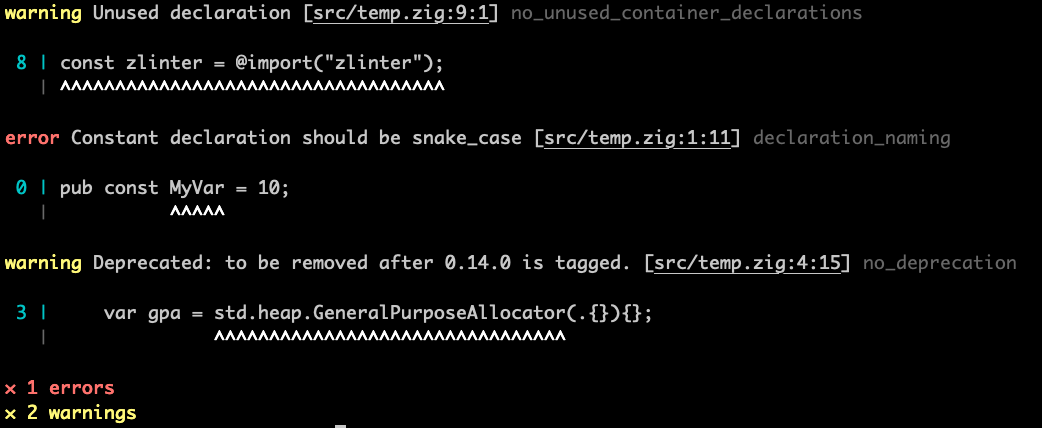 warning Unused declaration [src/temp.zig:9:1] no_unused_container_declarations
8 | const zlinter = @import("zlinter");
| ^^^^^^^^^^^^^^^^^^^^^^^^^^^^^^^^^^^
error Constant declaration should be snake_case [src/temp.zig:1:11] declaration_naming
0 | pub const MyVar = 10;
|           ^^^^^
warning Deprecated: to be removed after 0.14.0 is tagged. [src/temp.zig:4:15] no_deprecation
3 |     var gpa = std.heap.GeneralPurposeAllocator(.{}){};
|               ^^^^^^^^^^^^^^^^^^^^^^^^^^^^^^^^
× 1 errors
× 2 warnings